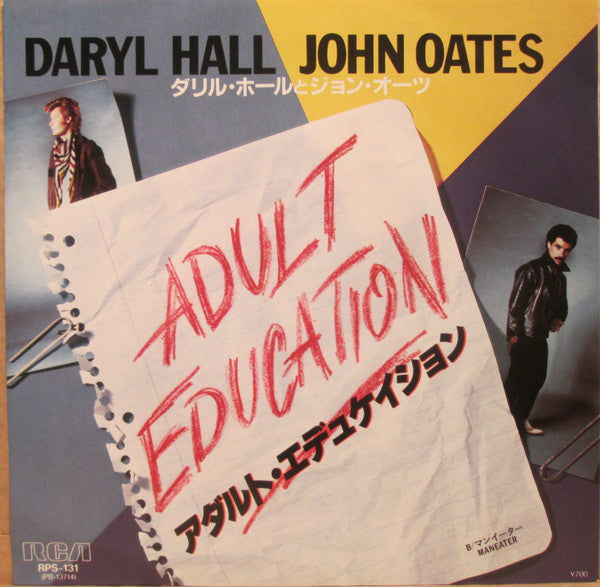 DARYL HALL JOHN OATES
ダリル・ホールとジョン・オーツ
ADULT
EDUCATION
アダルト・エデュケイション
B/マンイーター
MANEATER
RCA
RPS-131
(PB-13714)
¥700